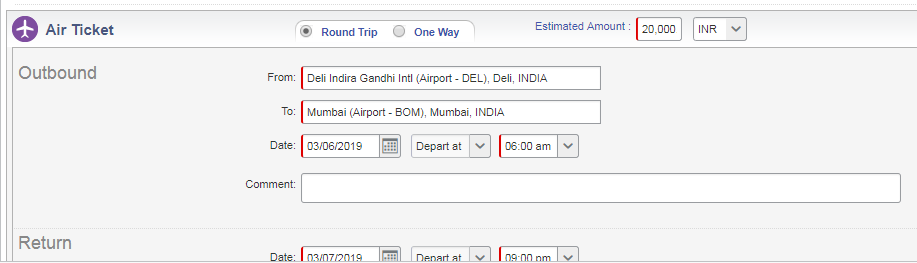 Air Ticket Round Trip One Way Estimated Amount : 20,000 INR
Outbound
From: Deli Indira Gandhi Intl (Airport - DEL), Deli, INDIA
To: Mumbai (Airport - BOM), Mumbai, INDIA
Date: 03/06/2019 Depart at 06:00 am
Comment:
Return
Date: 03/07/2019 Depart at 09:00 pm